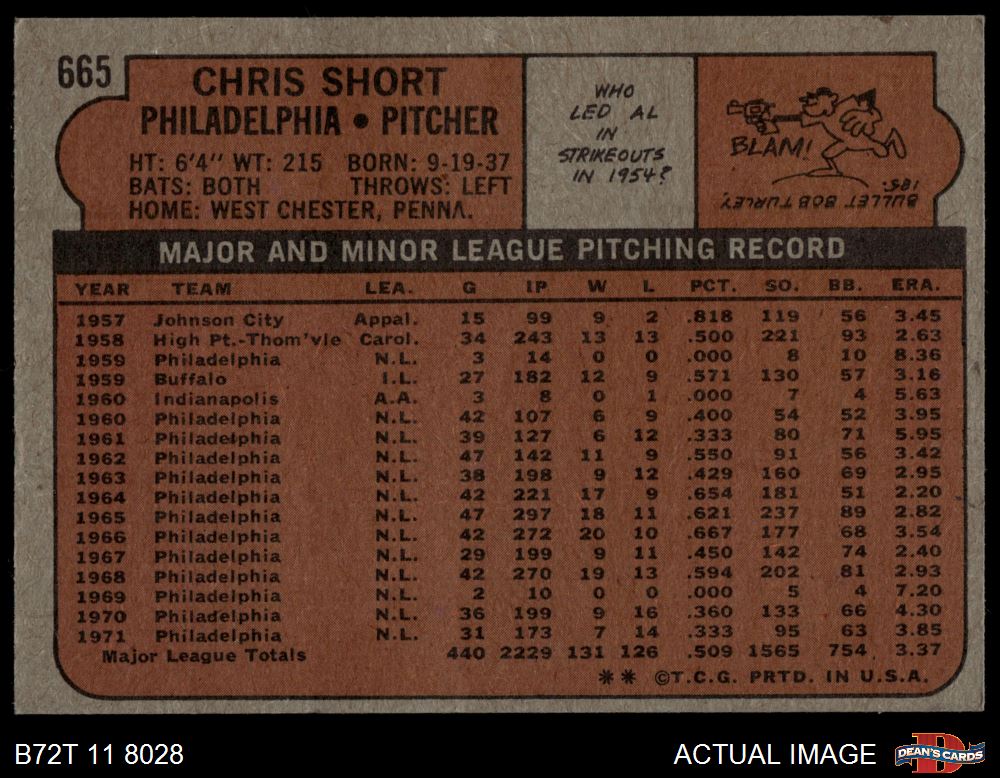 665
CHRIS SHORT
PHILADELPHIA • PITCHER
HT: 6'4" WT: 215 BORN: 9-19-37
BATS: BOTH THROWS: LEFT
HOME: WEST CHESTER, PENNA.
WHO
LED AL
IN
STRIKEOUTS
IN 1954?
BLAM!
BULLET BOB TURLEY,
185.
MAJOR AND MINOR LEAGUE PITCHING RECORD
YEAR TEAM LEA. G IP W L PCT. SO. BB. ERA.
1957 Johnson City Appal. 15 99 9 2 .818 119 56 3.45
1958 High Pt.-Thom'vle Carol. 34 243 13 13 .500 221 93 2.63
1959 Philadelphia N.L. 3 14 0 0 .000 8 10 8.36
1959 Buffalo I.L. 27 182 12 9 .571 130 57 3.16
1960 Indianapolis A.A. 3 8 0 1 .000 7 4 5.63
1960 Philadelphia N.L. 42 107 6 9 .400 54 52 3.95
1961 Philadelphia N.L. 39 127 6 12 .333 80 71 5.95
1962 Philadelphia N.L. 47 142 11 9 .550 91 56 3.42
1963 Philadelphia N.L. 38 198 9 12 .429 160 69 2.95
1964 Philadelphia N.L. 42 221 17 9 .654 181 51 2.20
1965 Philadelphia N.L. 47 297 18 11 .621 237 89 2.82
1966 Philadelphia N.L. 42 272 20 10 .667 177 68 3.54
1967 Philadelphia N.L. 29 199 9 11 .450 142 74 2.40
1968 Philadelphia N.L. 42 270 19 13 .594 202 81 2.93
1969 Philadelphia N.L. 2 10 0 0 .000 5 4 7.20
1970 Philadelphia N.L. 36 199 9 16 .360 133 66 4.30
1971 Philadelphia N.L. 31 173 7 14 .333 95 63 3.85
Major League Totals 440 2229 131 126 .509 1565 754 3.37
** ©T.C.G. PRTD. IN U.S.A.
B72T 11 8028
ACTUAL IMAGE
DEAN'S CARDS